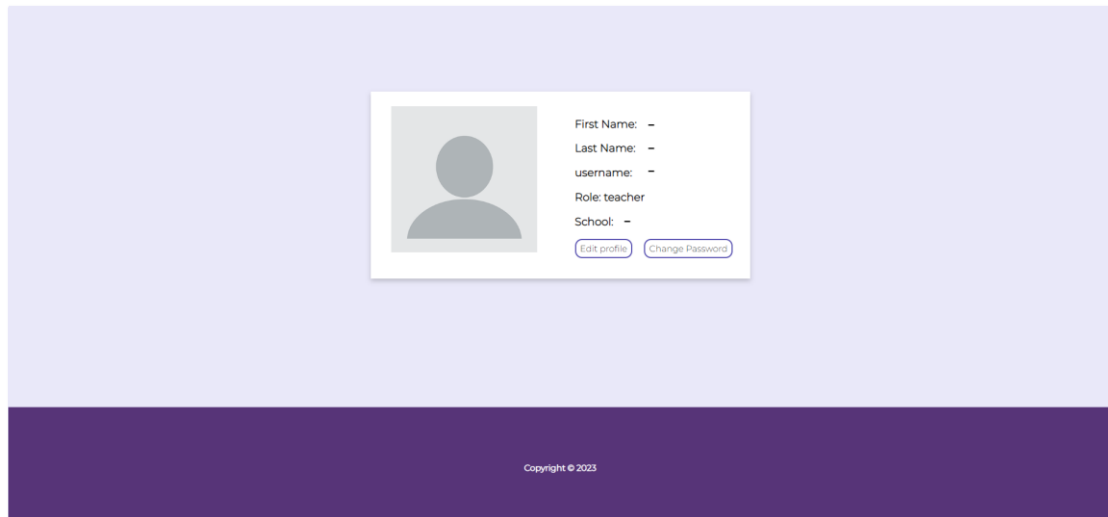 First Name: -
Last Name: -
username: -
Role: teacher
School: -
Edit profile Change Password
Copyright © 2023